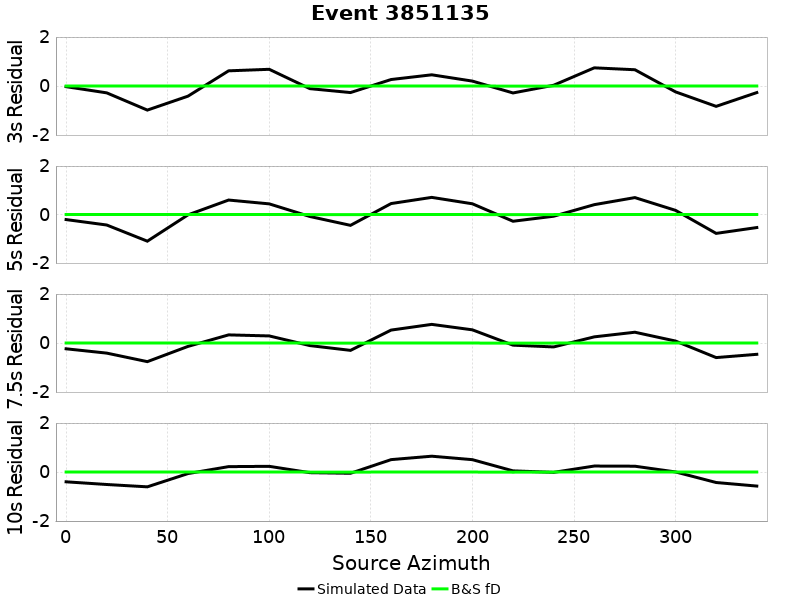 Event 3851135
3s Residual
2
0
-2
5s Residual
2
0
-2
7.5s Residual
2
0
-2
10s Residual
2
0
-2
0 50 100 150 200 250 300
Source Azimuth
Simulated Data B&S fD